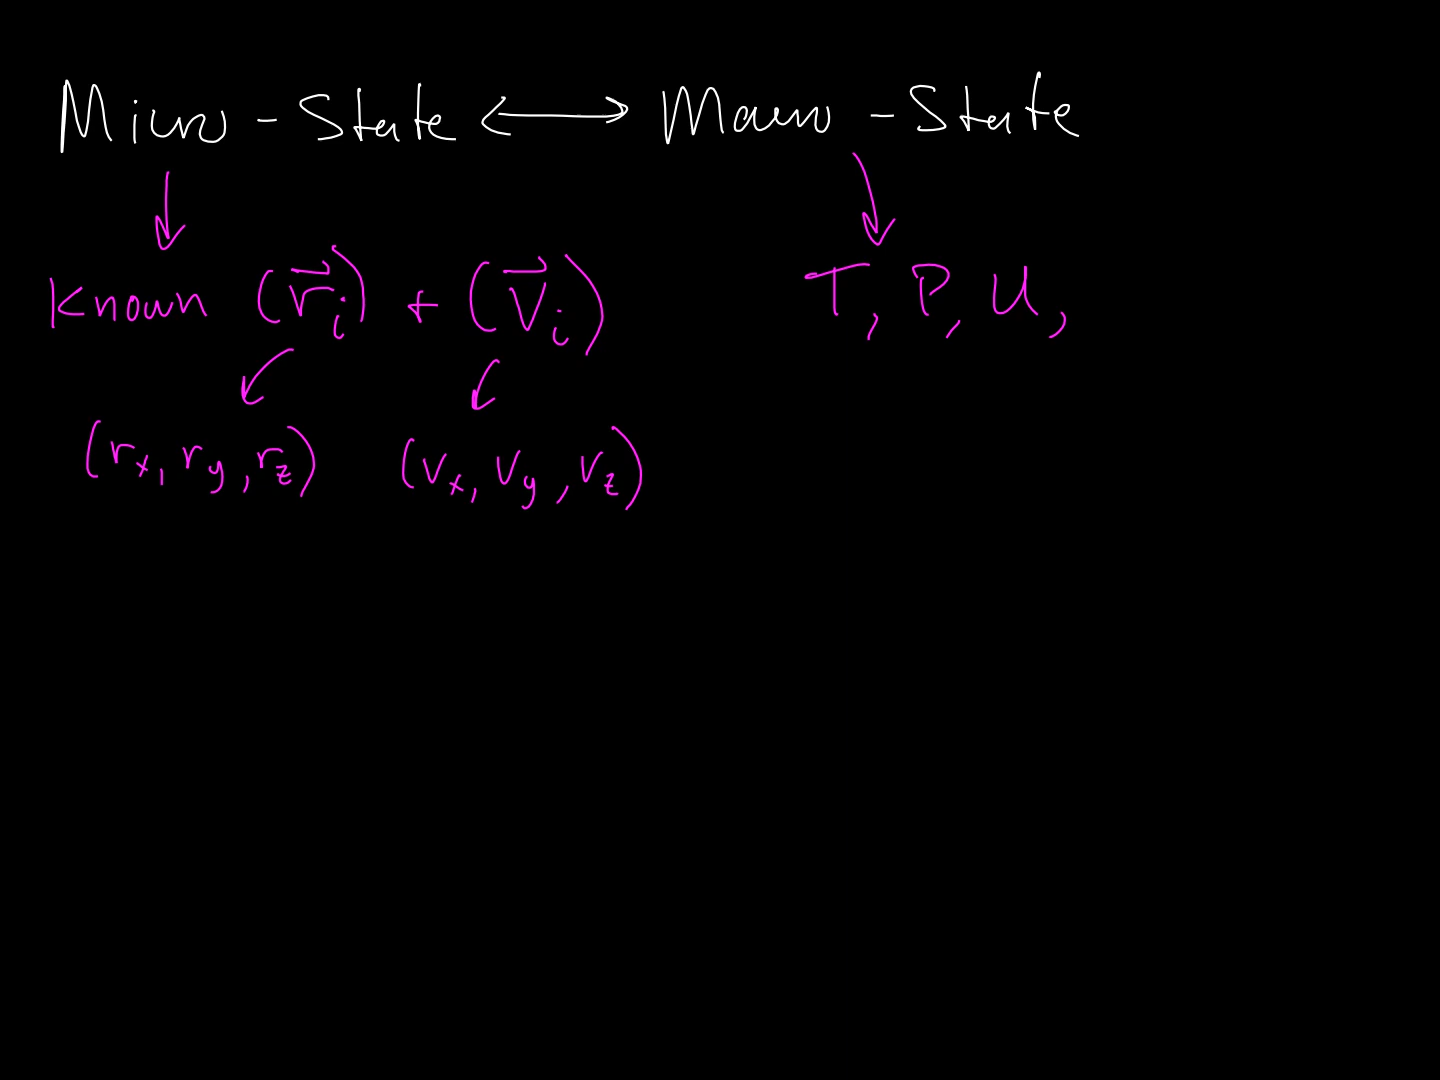 Micro - State ⟷ Macro - State
Known (r⃗ᵢ) + (v⃗ᵢ)
T, P, U,
(rₓ, r_y, r_z) (vₓ, v_y, v_z)